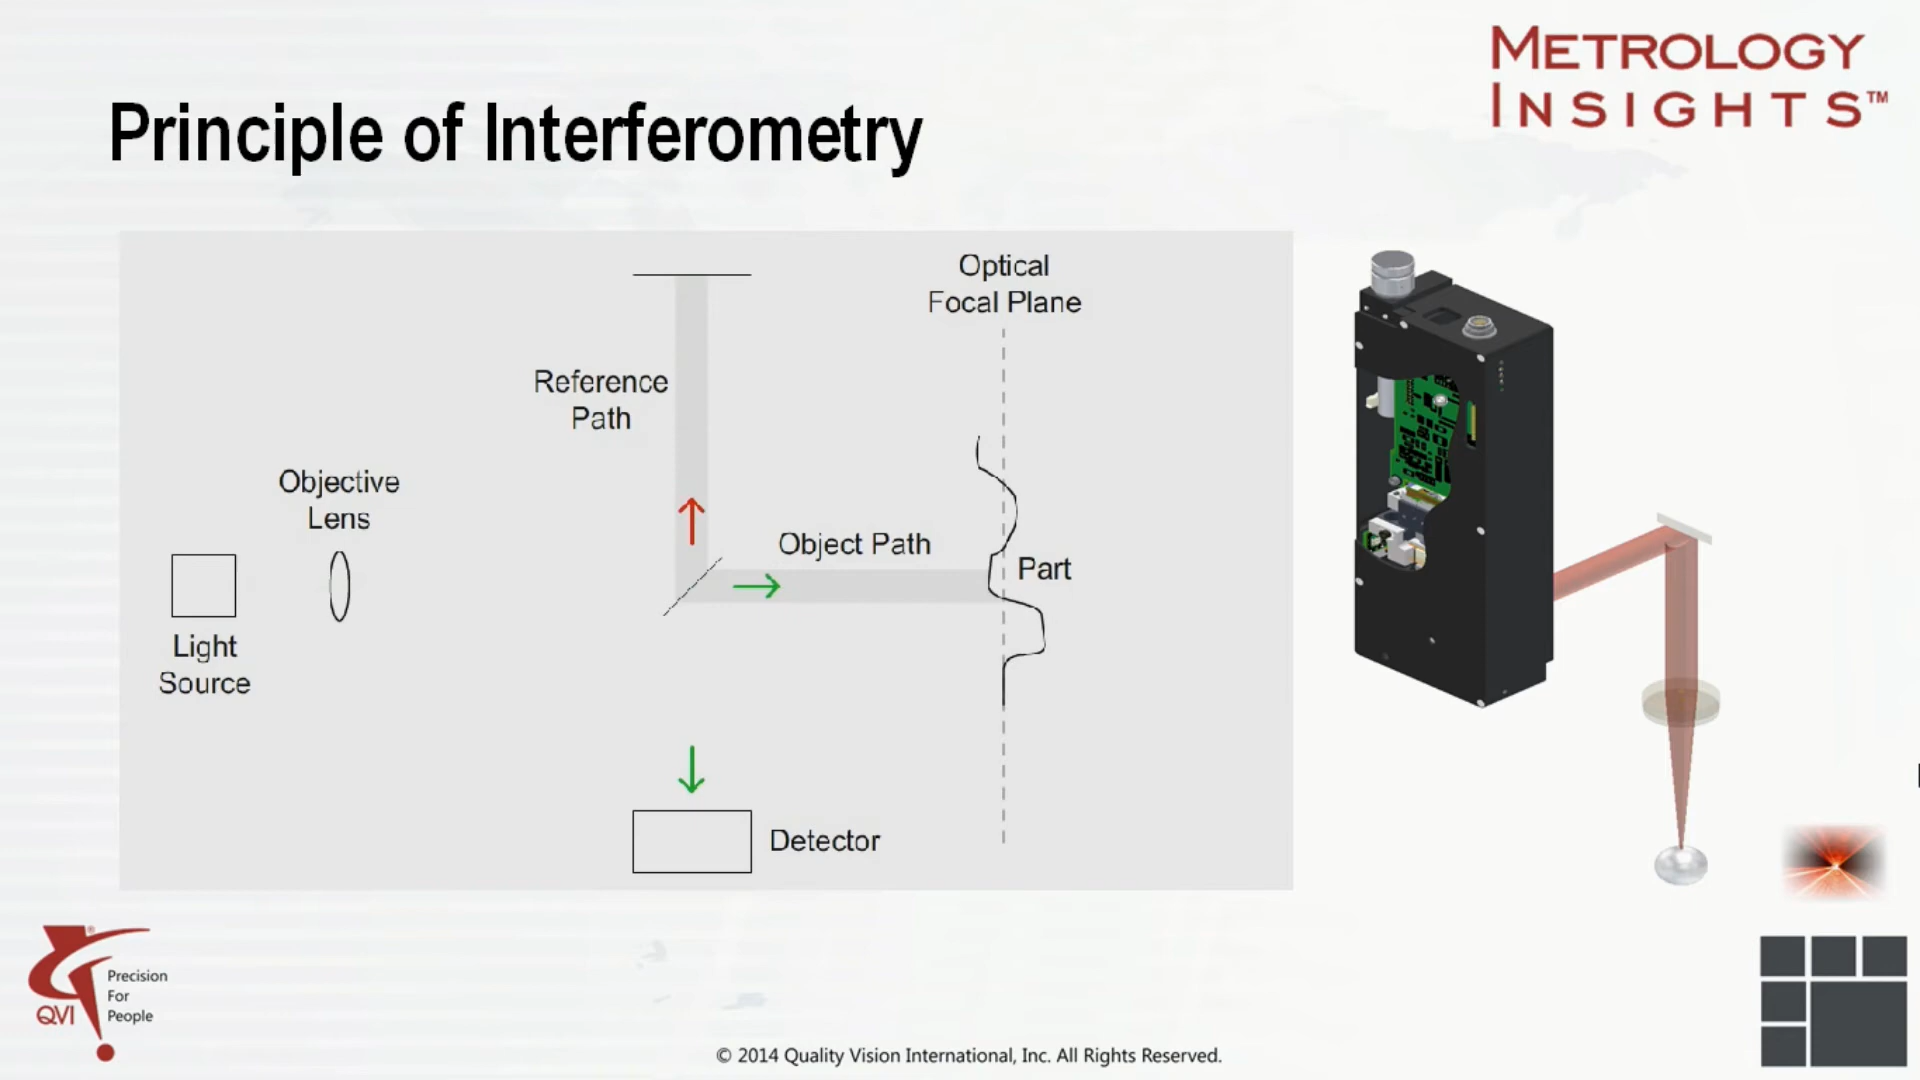 METROLOGY
INSIGHTS™
Principle of Interferometry
Optical
Focal Plane
Reference
Path
Objective
Lens
Object Path
Part
Light
Source
Detector
®
QVI
Precision
For
People
© 2014 Quality Vision International, Inc. All Rights Reserved.